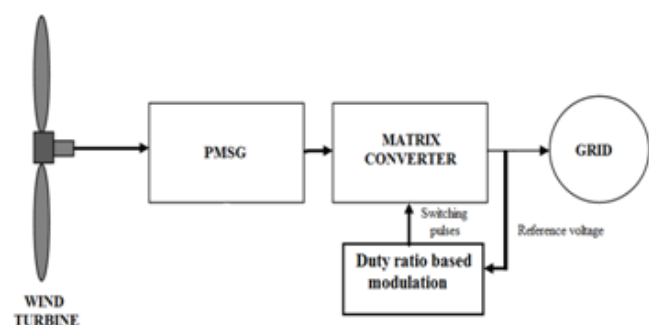 PMSG
MATRIX
CONVERTER
GRID
Switching
pulses
Reference voltage
Duty ratio based
modulation
WIND
TURBINE